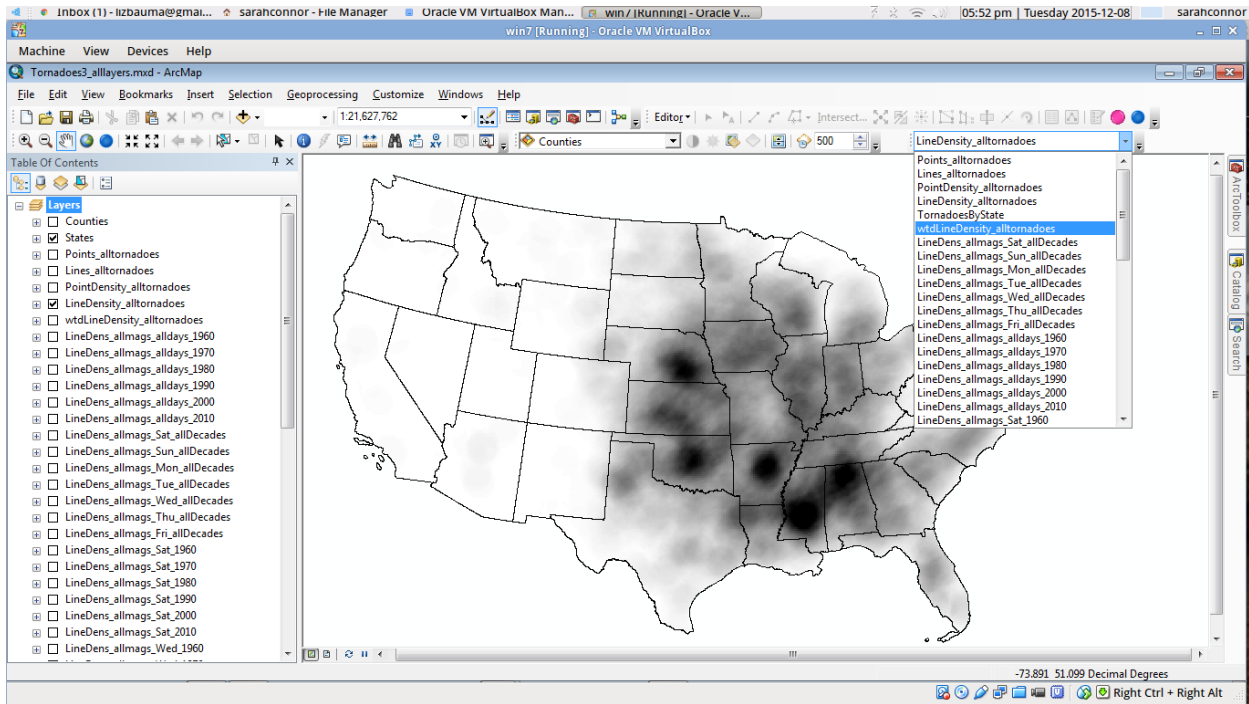 Inbox (1) - lizbauma@gmai... sarahconnor - File Manager Oracle VM VirtualBox Man... win7 [Running] - Oracle V... 05:52 pm | Tuesday 2015-12-08 sarahconnor
win7 [Running] - Oracle VM VirtualBox
Machine View Devices Help
Tornadoes3_alllayers.mxd - ArcMap
File Edit View Bookmarks Insert Selection Geoprocessing Customize Windows Help
1:21,627,762 Editor Intersect...
Counties 500 LineDensity_alltornadoes
Table Of Contents
Layers
Counties
States
Points_alltornadoes
Lines_alltornadoes
PointDensity_alltornadoes
LineDensity_alltornadoes
wtdLineDensity_alltornadoes
LineDens_allmags_alldays_1960
LineDens_allmags_alldays_1970
LineDens_allmags_alldays_1980
LineDens_allmags_alldays_1990
LineDens_allmags_alldays_2000
LineDens_allmags_alldays_2010
LineDens_allmags_Sat_allDecades
LineDens_allmags_Sun_allDecades
LineDens_allmags_Mon_allDecades
LineDens_allmags_Tue_allDecades
LineDens_allmags_Wed_allDecades
LineDens_allmags_Thu_allDecades
LineDens_allmags_Fri_allDecades
LineDens_allmags_Sat_1960
LineDens_allmags_Sat_1970
LineDens_allmags_Sat_1980
LineDens_allmags_Sat_1990
LineDens_allmags_Sat_2000
LineDens_allmags_Sat_2010
LineDens_allmags_Wed_1960
Points_alltornadoes
Lines_alltornadoes
PointDensity_alltornadoes
LineDensity_alltornadoes
TornadoesByState
wtdLineDensity_alltornadoes
LineDens_allmags_Sat_allDecades
LineDens_allmags_Sun_allDecades
LineDens_allmags_Mon_allDecades
LineDens_allmags_Tue_allDecades
LineDens_allmags_Wed_allDecades
LineDens_allmags_Thu_allDecades
LineDens_allmags_Fri_allDecades
LineDens_allmags_alldays_1960
LineDens_allmags_alldays_1970
LineDens_allmags_alldays_1980
LineDens_allmags_alldays_1990
LineDens_allmags_alldays_2000
LineDens_allmags_alldays_2010
LineDens_allmags_Sat_1960
ArcToolbox
Catalog
Search
-73.891 51.099 Decimal Degrees
Right Ctrl + Right Alt